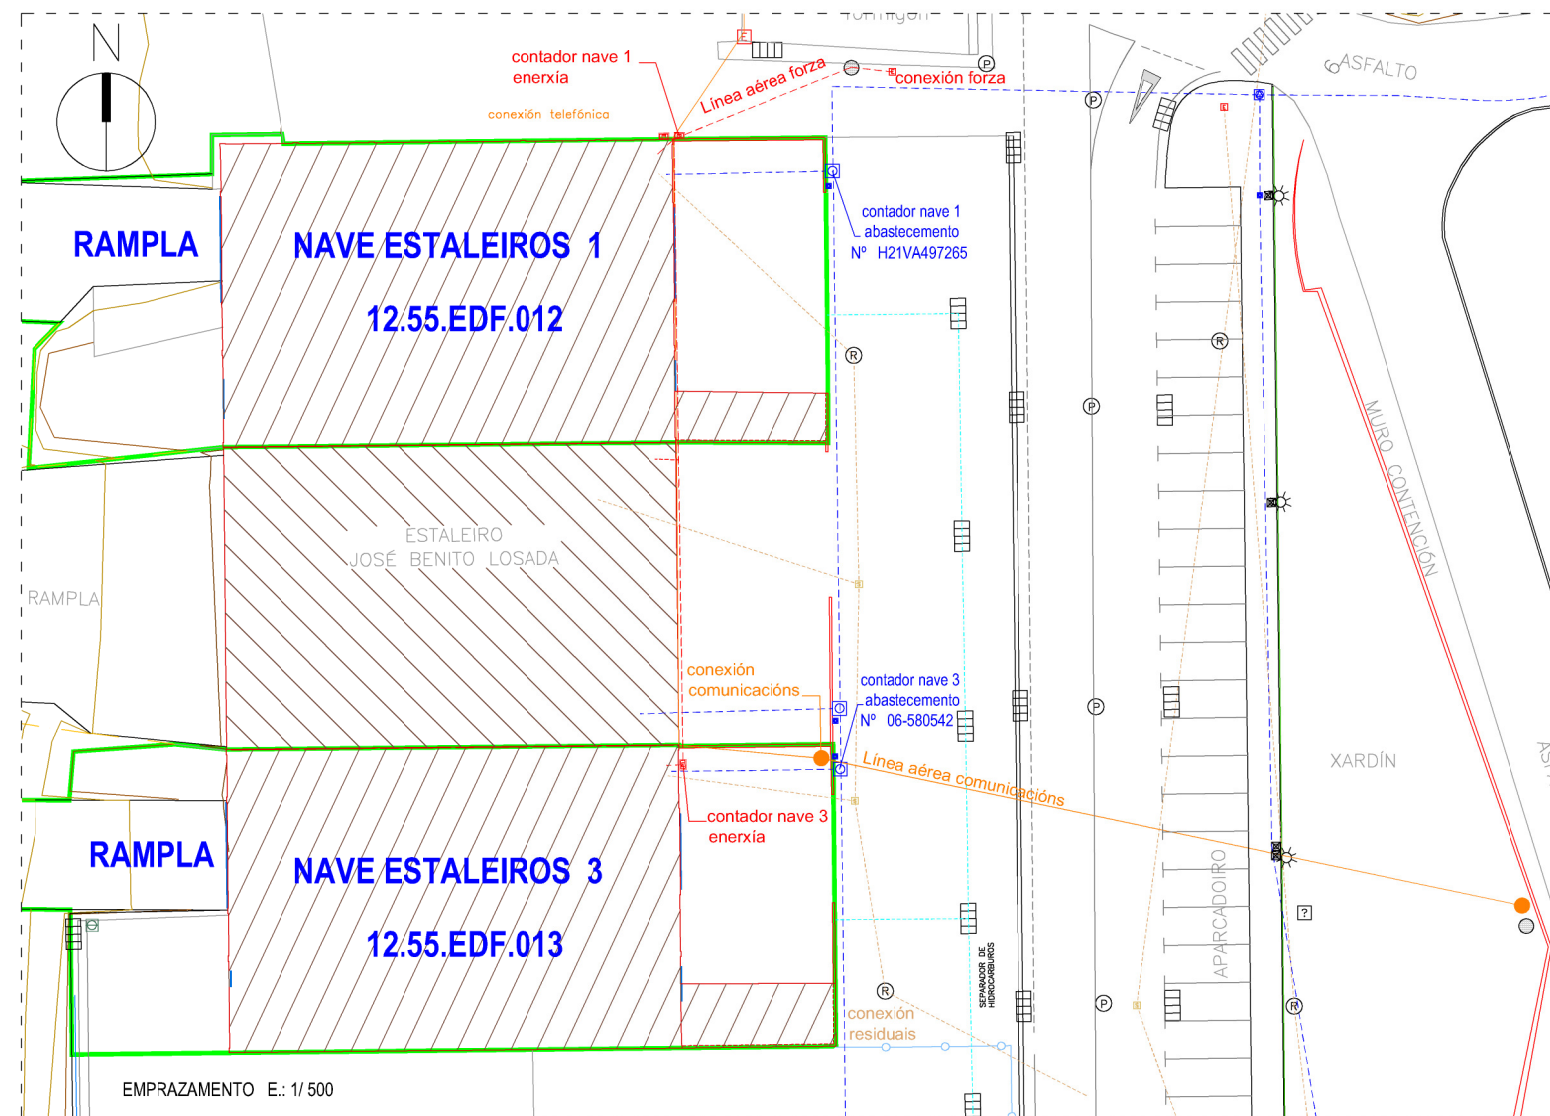 N
formigón
contador nave 1
enerxía
conexión telefónica
Línea aérea forza
conexión forza
E
P
ASFALTO
P
RAMPLA
NAVE ESTALEIROS 1
12.55.EDF.012
contador nave 1
abastecemento
Nº H21VA497265
R
R
P
MURO CONTENCIÓN
ESTALEIRO
JOSÉ BENITO LOSADA
RAMPLA
conexión
comunicacións
contador nave 3
abastecemento
Nº 06-580542
P
Línea aérea comunicacións
XARDÍN
contador nave 3
enerxía
RAMPLA
NAVE ESTALEIROS 3
12.55.EDF.013
APARCADOIRO
?
SEPARADOR DE
HIDROCARBUROS
R
P
R
conexión
residuais
EMPRAZAMENTO E.: 1/ 500